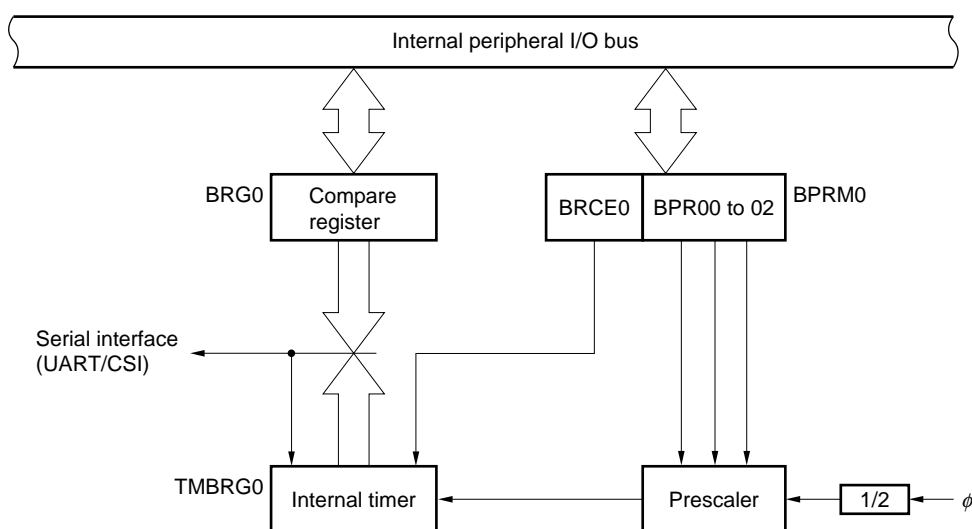 Internal peripheral I/O bus
BRG0
Compare
register
BRCE0
BPR00 to 02
BPRM0
Serial interface
(UART/CSI)
TMBRG0
Internal timer
Prescaler
1/2
ϕ